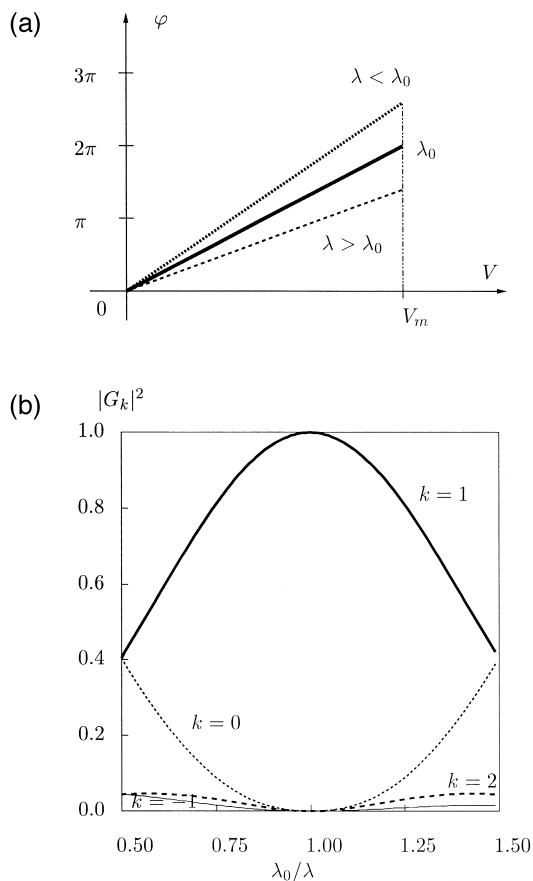 (a)
φ
3π
λ < λ₀
2π
λ₀
π
λ > λ₀
V
0
Vₘ
(b)
|Gₖ|²
1.0
k = 1
0.8
0.6
0.4
k = 0
0.2
k = 2
k = −1
0.0
0.50 0.75 1.00 1.25 1.50
λ₀/λ